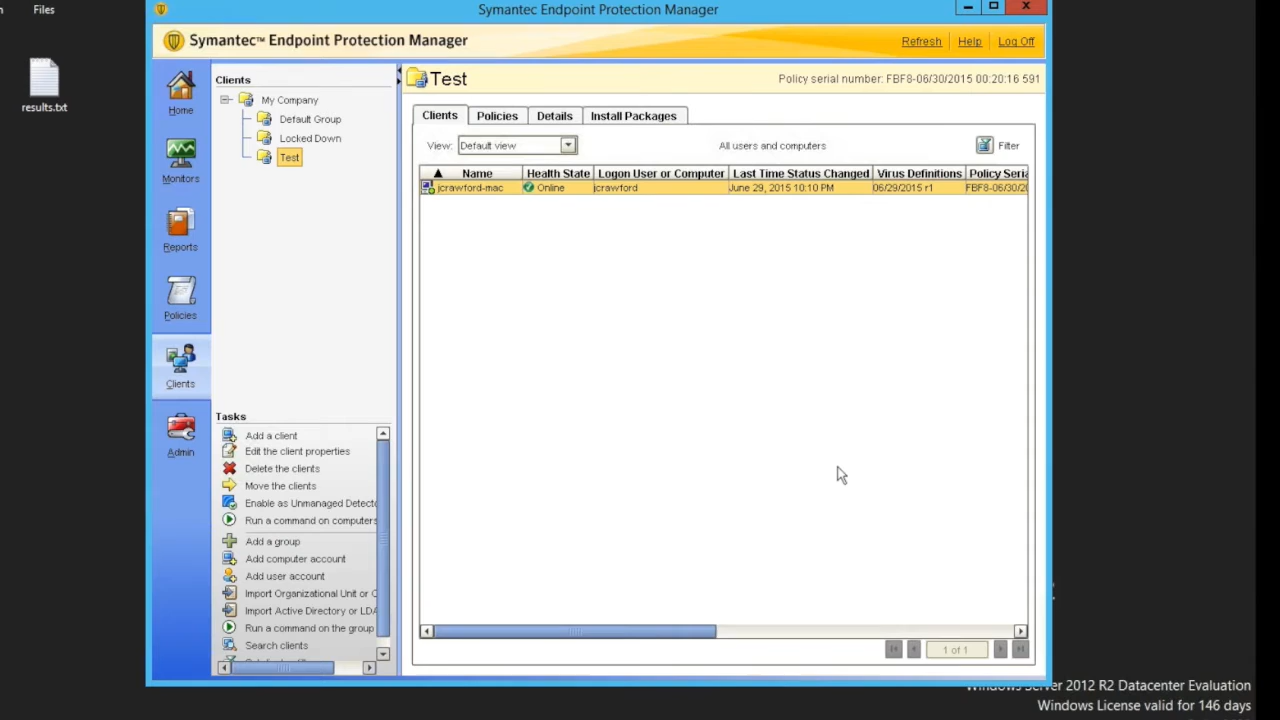 Files
results.txt
Symantec Endpoint Protection Manager
Symantec™ Endpoint Protection Manager
Refresh
Help
Log Off
Home
Monitors
Reports
Policies
Clients
Admin
Clients
My Company
Default Group
Locked Down
Test
Tasks
Add a client
Edit the client properties
Delete the clients
Move the clients
Enable as Unmanaged Detecto
Run a command on computers
Add a group
Add computer account
Add user account
Import Organizational Unit or C
Import Active Directory or LDA
Run a command on the group
Search clients
Test
Policy serial number: FBF8-06/30/2015 00:20:16 591
Clients
Policies
Details
Install Packages
View: Default view
All users and computers
Filter
Name Health State Logon User or Computer Last Time Status Changed Virus Definitions Policy Seria
jcrawford-mac Online jcrawford June 29, 2015 10:10 PM 06/29/2015 r1 FBF8-06/30/20
1 of 1
Windows Server 2012 R2 Datacenter Evaluation
Windows License valid for 146 days